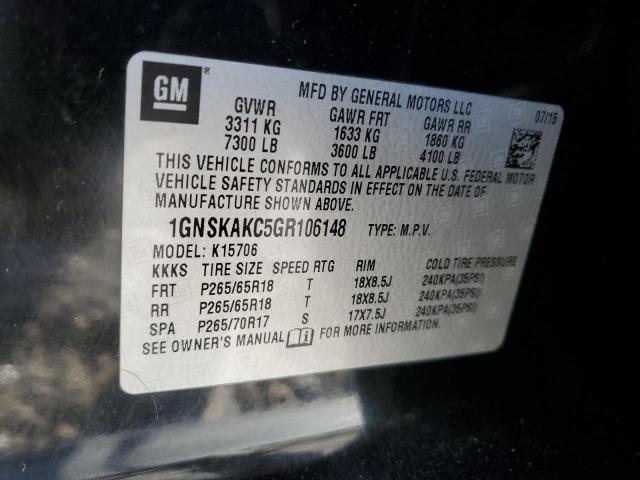 GM ®
MFD BY GENERAL MOTORS LLC
07/15
GVWR GAWR FRT GAWR RR
3311 KG 1633 KG 1860 KG
7300 LB 3600 LB 4100 LB
THIS VEHICLE CONFORMS TO ALL APPLICABLE U.S. FEDERAL MOTOR
VEHICLE SAFETY STANDARDS IN EFFECT ON THE DATE OF
MANUFACTURE SHOWN ABOVE.
1GNSKAKC5GR106148 TYPE: M.P.V.
MODEL: K15706
KKKS TIRE SIZE SPEED RTG RIM COLD TIRE PRESSURE
FRT P265/65R18 T 18X8.5J 240KPA(35PSI)
RR P265/65R18 T 18X8.5J 240KPA(35PSI)
SPA P265/70R17 S 17X7.5J 240KPA(35PSI)
SEE OWNER'S MANUAL FOR MORE INFORMATION.